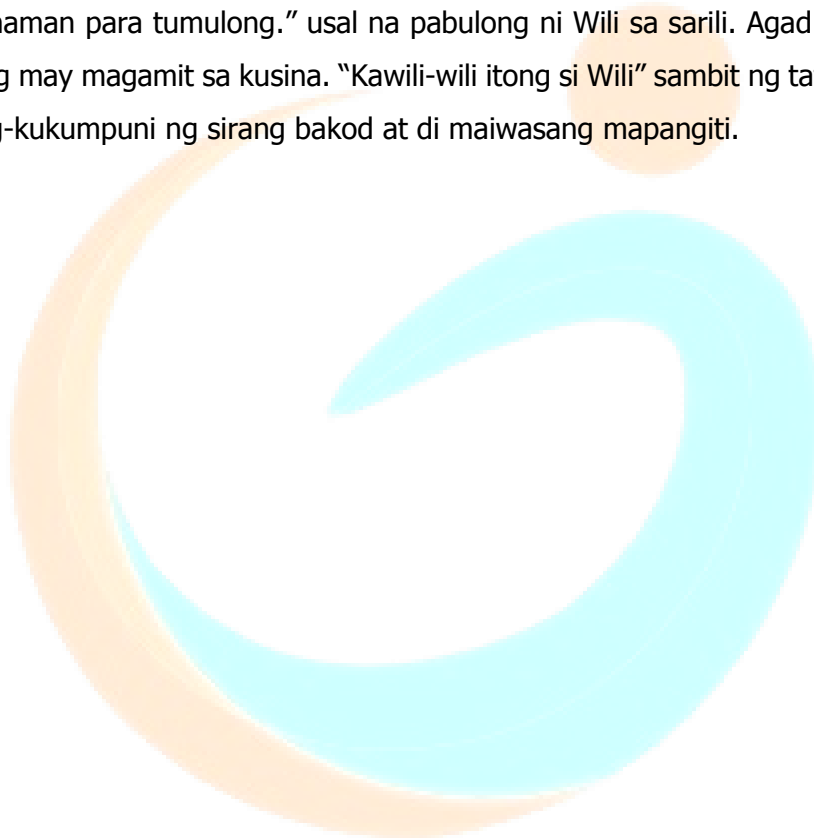 naman para tumulong.” usal na pabulong ni Wili sa sarili. Agad
may magamit sa kusina. “Kawili-wili itong si Wili” sambit ng
-kukumpuni ng sirang bakod at di maiwasang mapangiti.